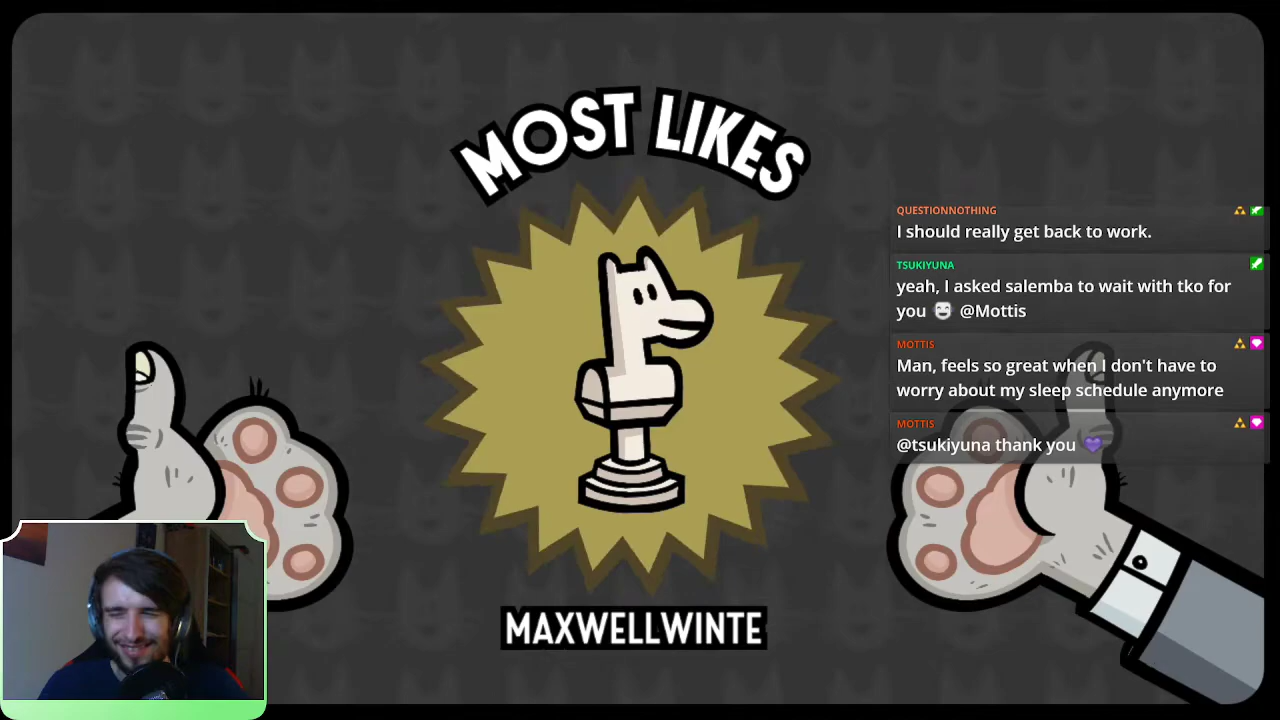 MOST LIKES
MAXWELLWINTE
QUESTIONNOTHING
I should really get back to work.
TSUKIYUNA
yeah, I asked salemba to wait with tko for
you @Mottis
MOTTIS
Man, feels so great when I don't have to
worry about my sleep schedule anymore
MOTTIS
@tsukiyuna thank you 💜